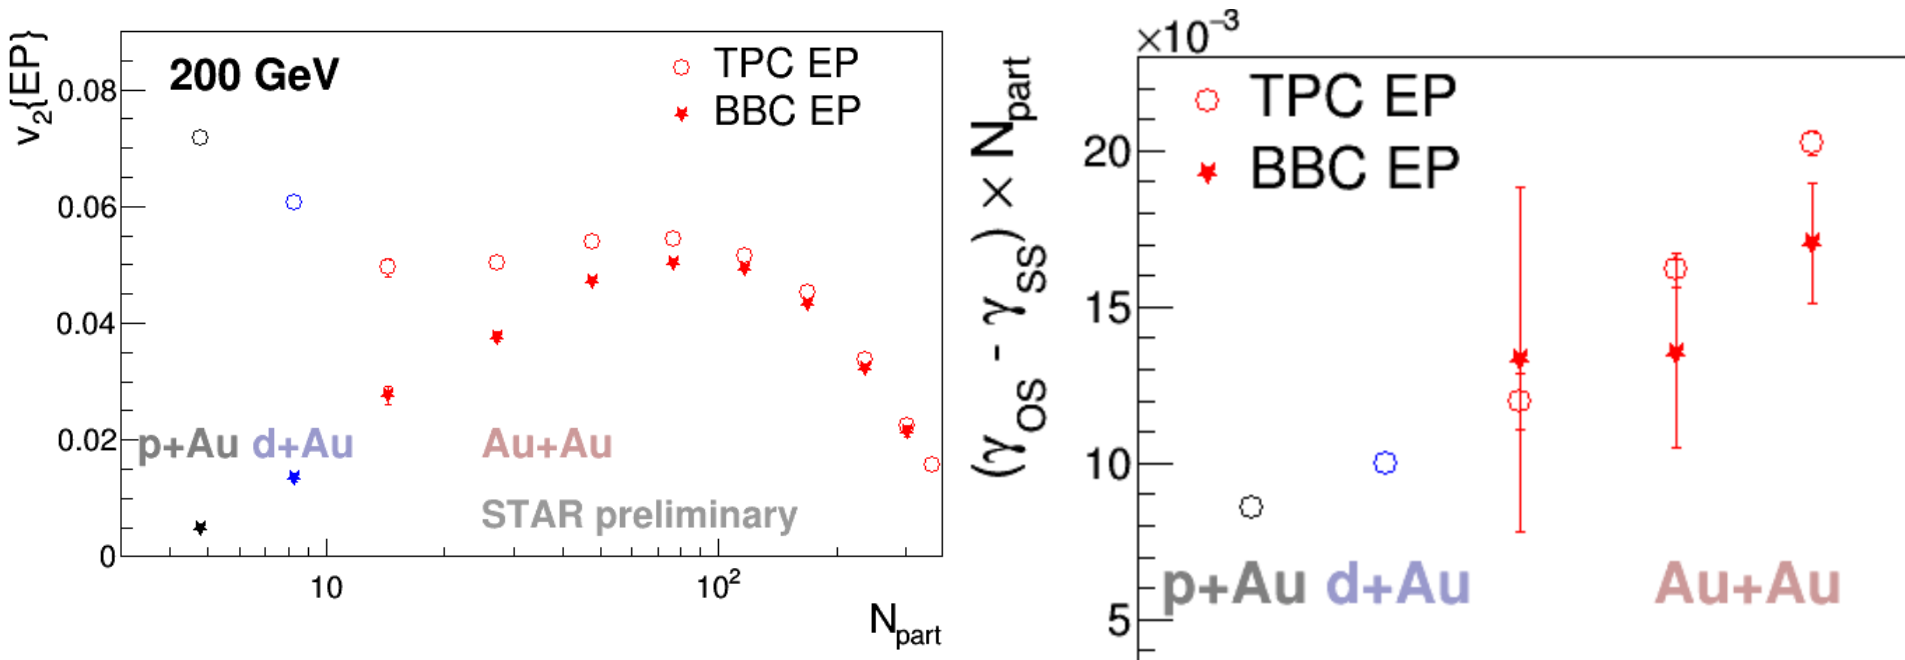 v2{EP}
200 GeV
TPC EP
BBC EP
0.08
0.06
0.04
0.02
0
p+Au d+Au Au+Au
STAR preliminary
10 10²
Npart
×10⁻³
(γOS - γSS) × Npart
TPC EP
BBC EP
20
15
10
5
p+Au d+Au Au+Au